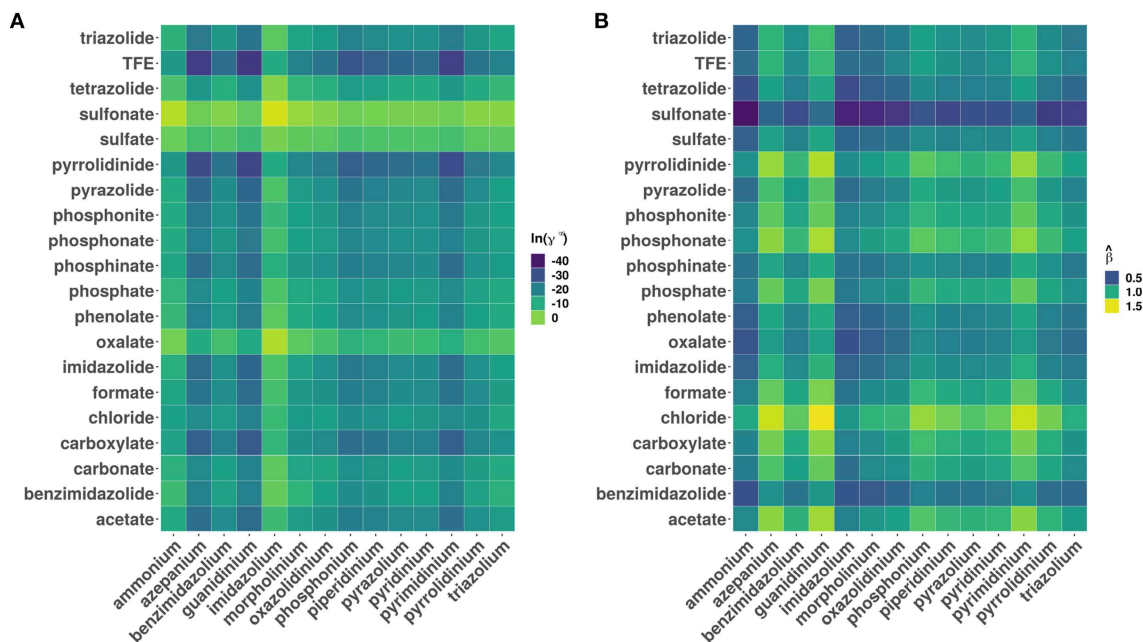 A
triazolide
TFE
tetrazolide
sulfonate
sulfate
pyrrolidinide
pyrazolide
phosphonite
phosphonate
phosphinate
phosphate
phenolate
oxalate
imidazolide
formate
chloride
carboxylate
carbonate
benzimidazolide
acetate
ammonium
azepanium
benzimidazolium
guanidinium
imidazolium
morpholinium
oxazolidinium
phosphonium
piperidinium
pyrazolium
pyridinium
pyrimidinium
pyrrolidinium
triazolium
ln(γ^∞)
-40
-30
-20
-10
0
B
triazolide
TFE
tetrazolide
sulfonate
sulfate
pyrrolidinide
pyrazolide
phosphonite
phosphonate
phosphinate
phosphate
phenolate
oxalate
imidazolide
formate
chloride
carboxylate
carbonate
benzimidazolide
acetate
ammonium
azepanium
benzimidazolium
guanidinium
imidazolium
morpholinium
oxazolidinium
phosphonium
piperidinium
pyrazolium
pyridinium
pyrimidinium
pyrrolidinium
triazolium
β̂
0.5
1.0
1.5